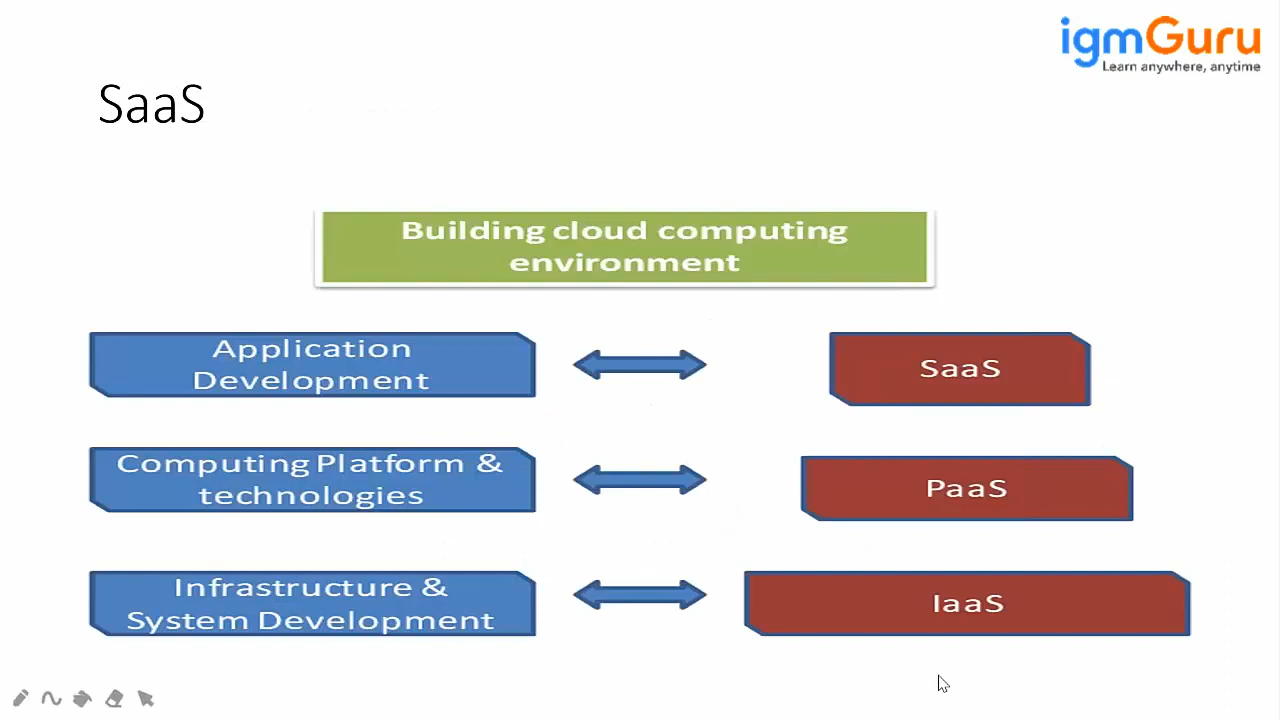 igmGuru
Learn anywhere, anytime
SaaS
Building cloud computing
environment
Application
Development
SaaS
Computing Platform &
technologies
PaaS
Infrastructure &
System Development
IaaS